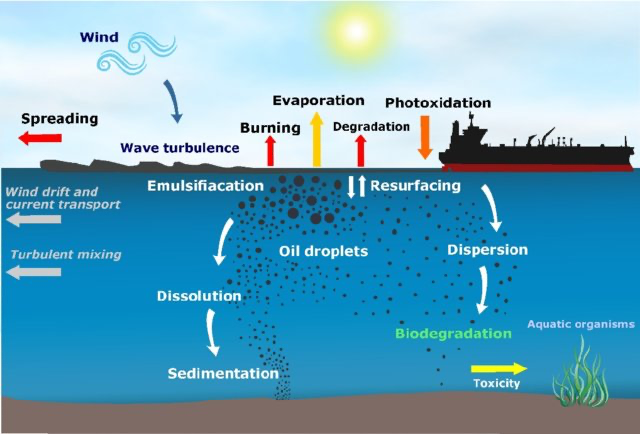 Wind
Evaporation
Photoxidation
Spreading
Burning
Degradation
Wave turbulence
Emulsifiacation
Resurfacing
Wind drift and
current transport
Oil droplets
Dispersion
Turbulent mixing
Dissolution
Biodegradation
Aquatic organisms
Sedimentation
Toxicity